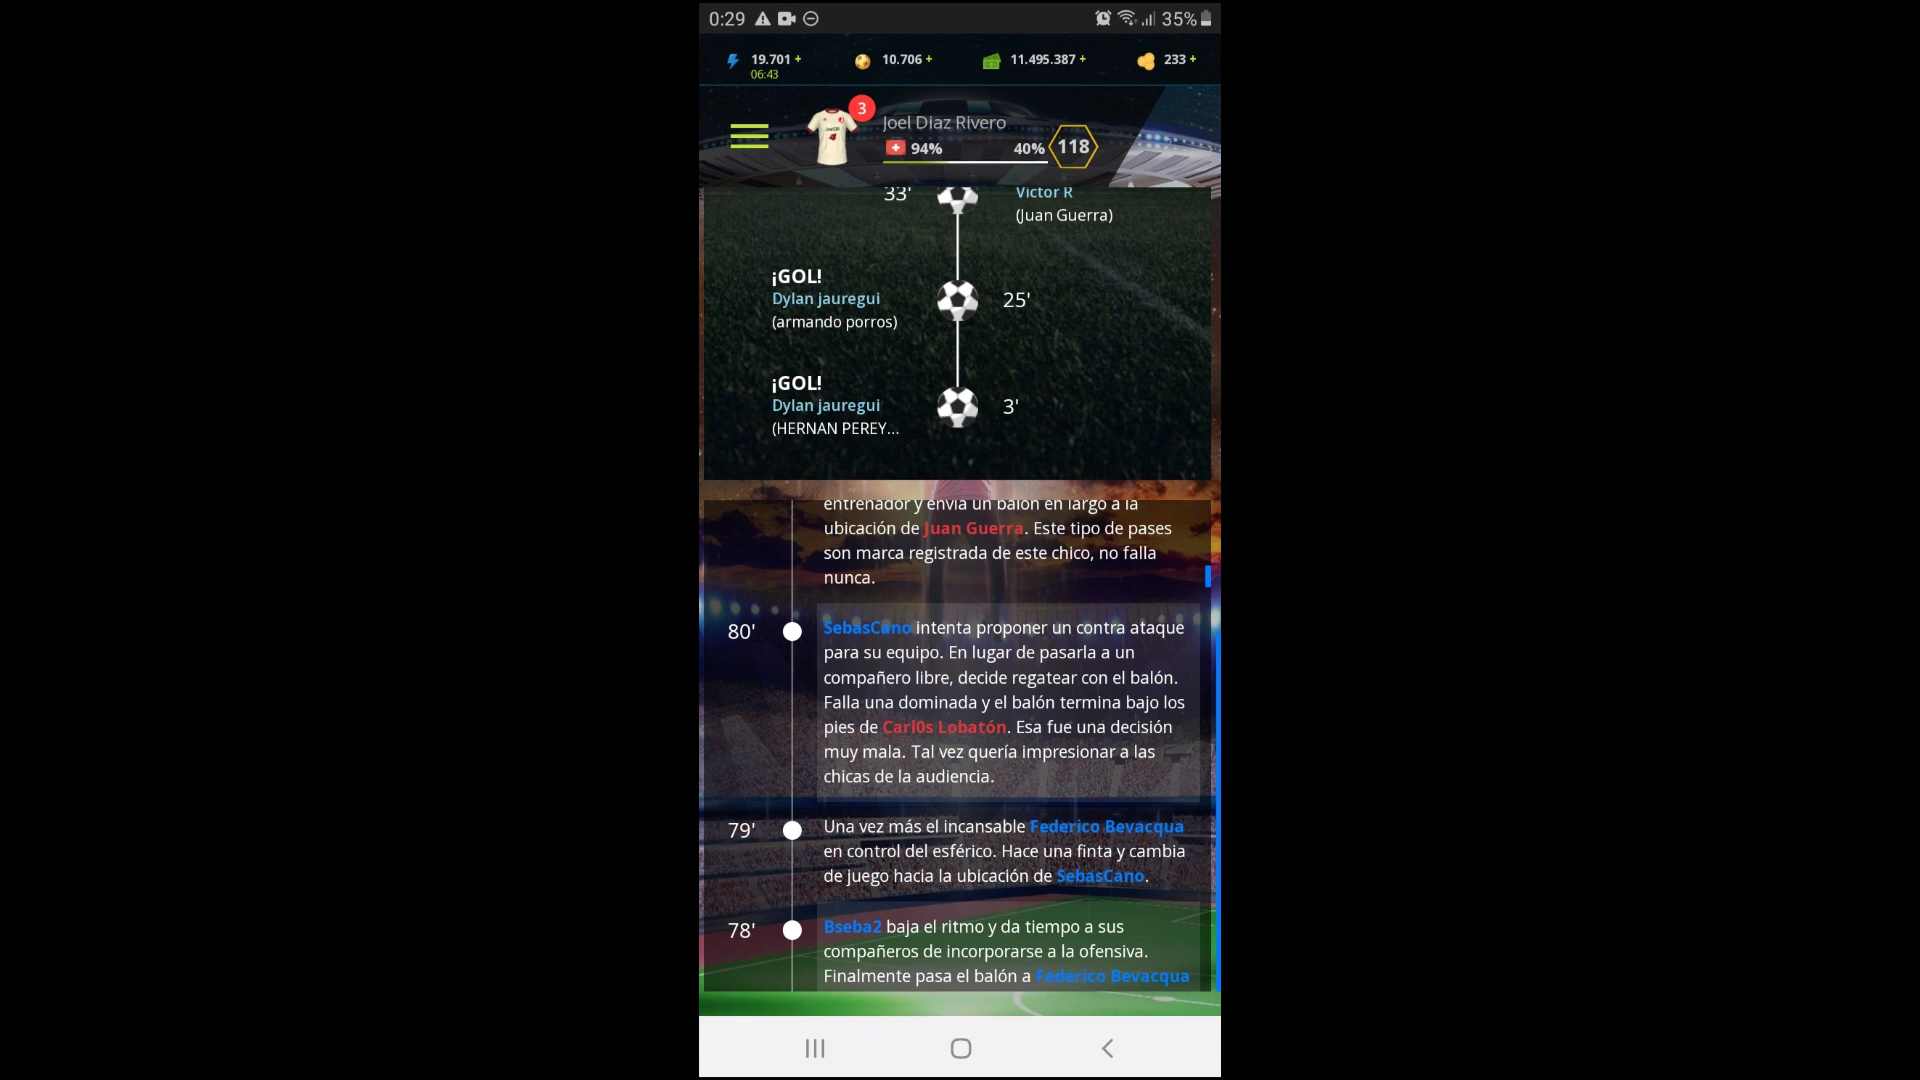 0:29
35%
19.701 +
06:43
10.706 +
11.495.387 +
233 +
3
Joel Diaz Rivero
94%
40%
118
33'
Victor R
(Juan Guerra)
¡GOL!
Dylan jauregui
(armando porros)
25'
¡GOL!
Dylan jauregui
(HERNAN PEREY...
3'
entrenador y envía un balón en largo a la
ubicación de Juan Guerra. Este tipo de pases
son marca registrada de este chico, no falla
nunca.
80'
SebasCano intenta proponer un contra ataque
para su equipo. En lugar de pasarla a un
compañero libre, decide regatear con el balón.
Falla una dominada y el balón termina bajo los
pies de Carl0s Lobatón. Esa fue una decisión
muy mala. Tal vez quería impresionar a las
chicas de la audiencia.
79'
Una vez más el incansable Federico Bevacqua
en control del esférico. Hace una finta y cambia
de juego hacia la ubicación de SebasCano.
78'
Bseba2 baja el ritmo y da tiempo a sus
compañeros de incorporarse a la ofensiva.
Finalmente pasa el balón a Federico Bevacqua